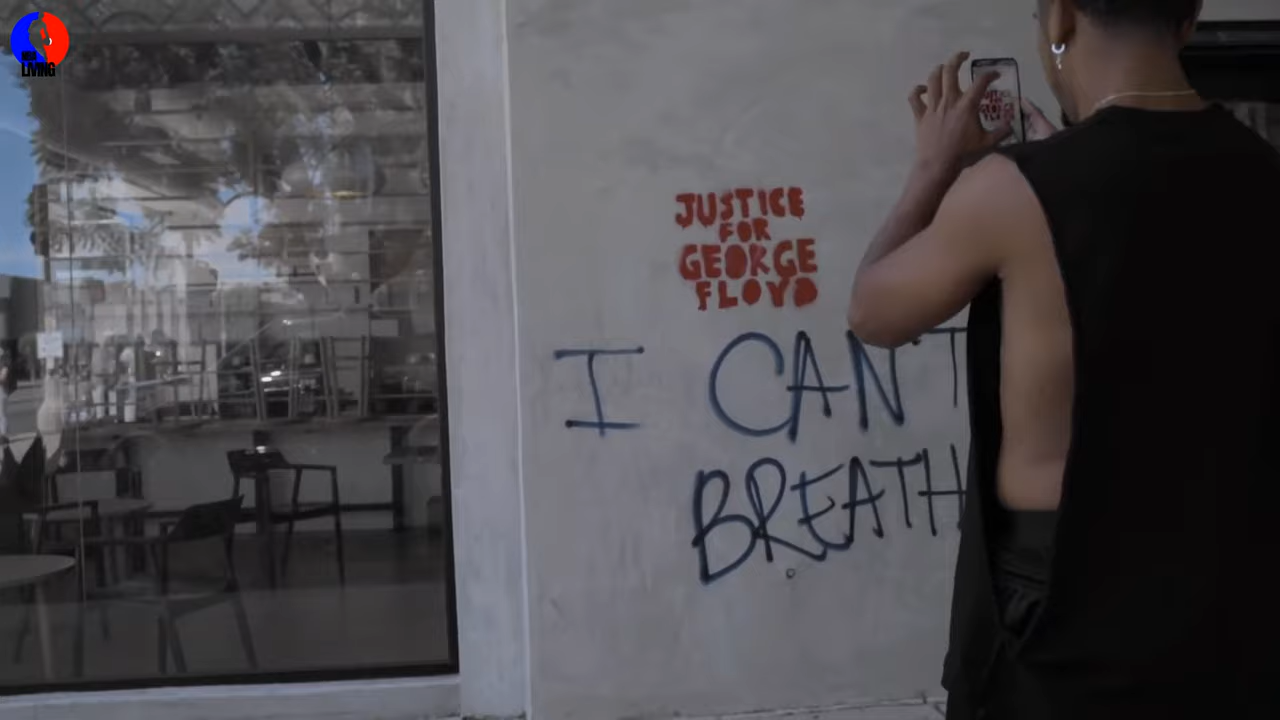 LIVING
JUSTICE
FOR
GEORGE
FLOYD
I CAN'T
BREATH